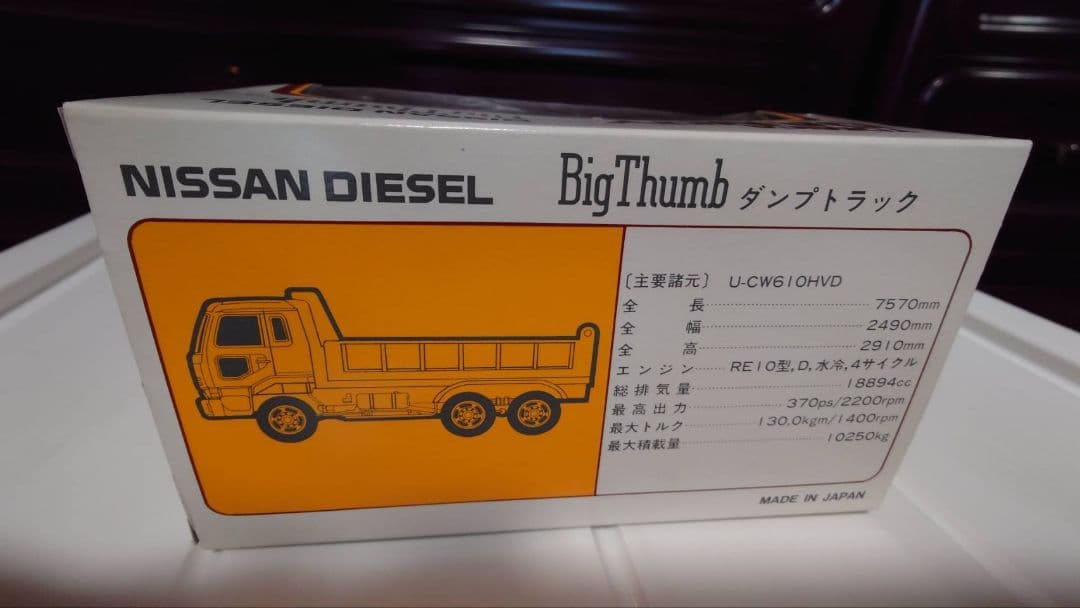 NISSAN DIESEL
Big Thumb ダンプトラック
〔主要諸元〕 U-CW610HVD
全長 7570mm
全幅 2490mm
全高 2910mm
エンジン RE10型,D,水冷,4サイクル
総排気量 18894cc
最高出力 370ps/2200rpm
最大トルク 130.0kgm/1400rpm
最大積載量 10250kg
MADE IN JAPAN